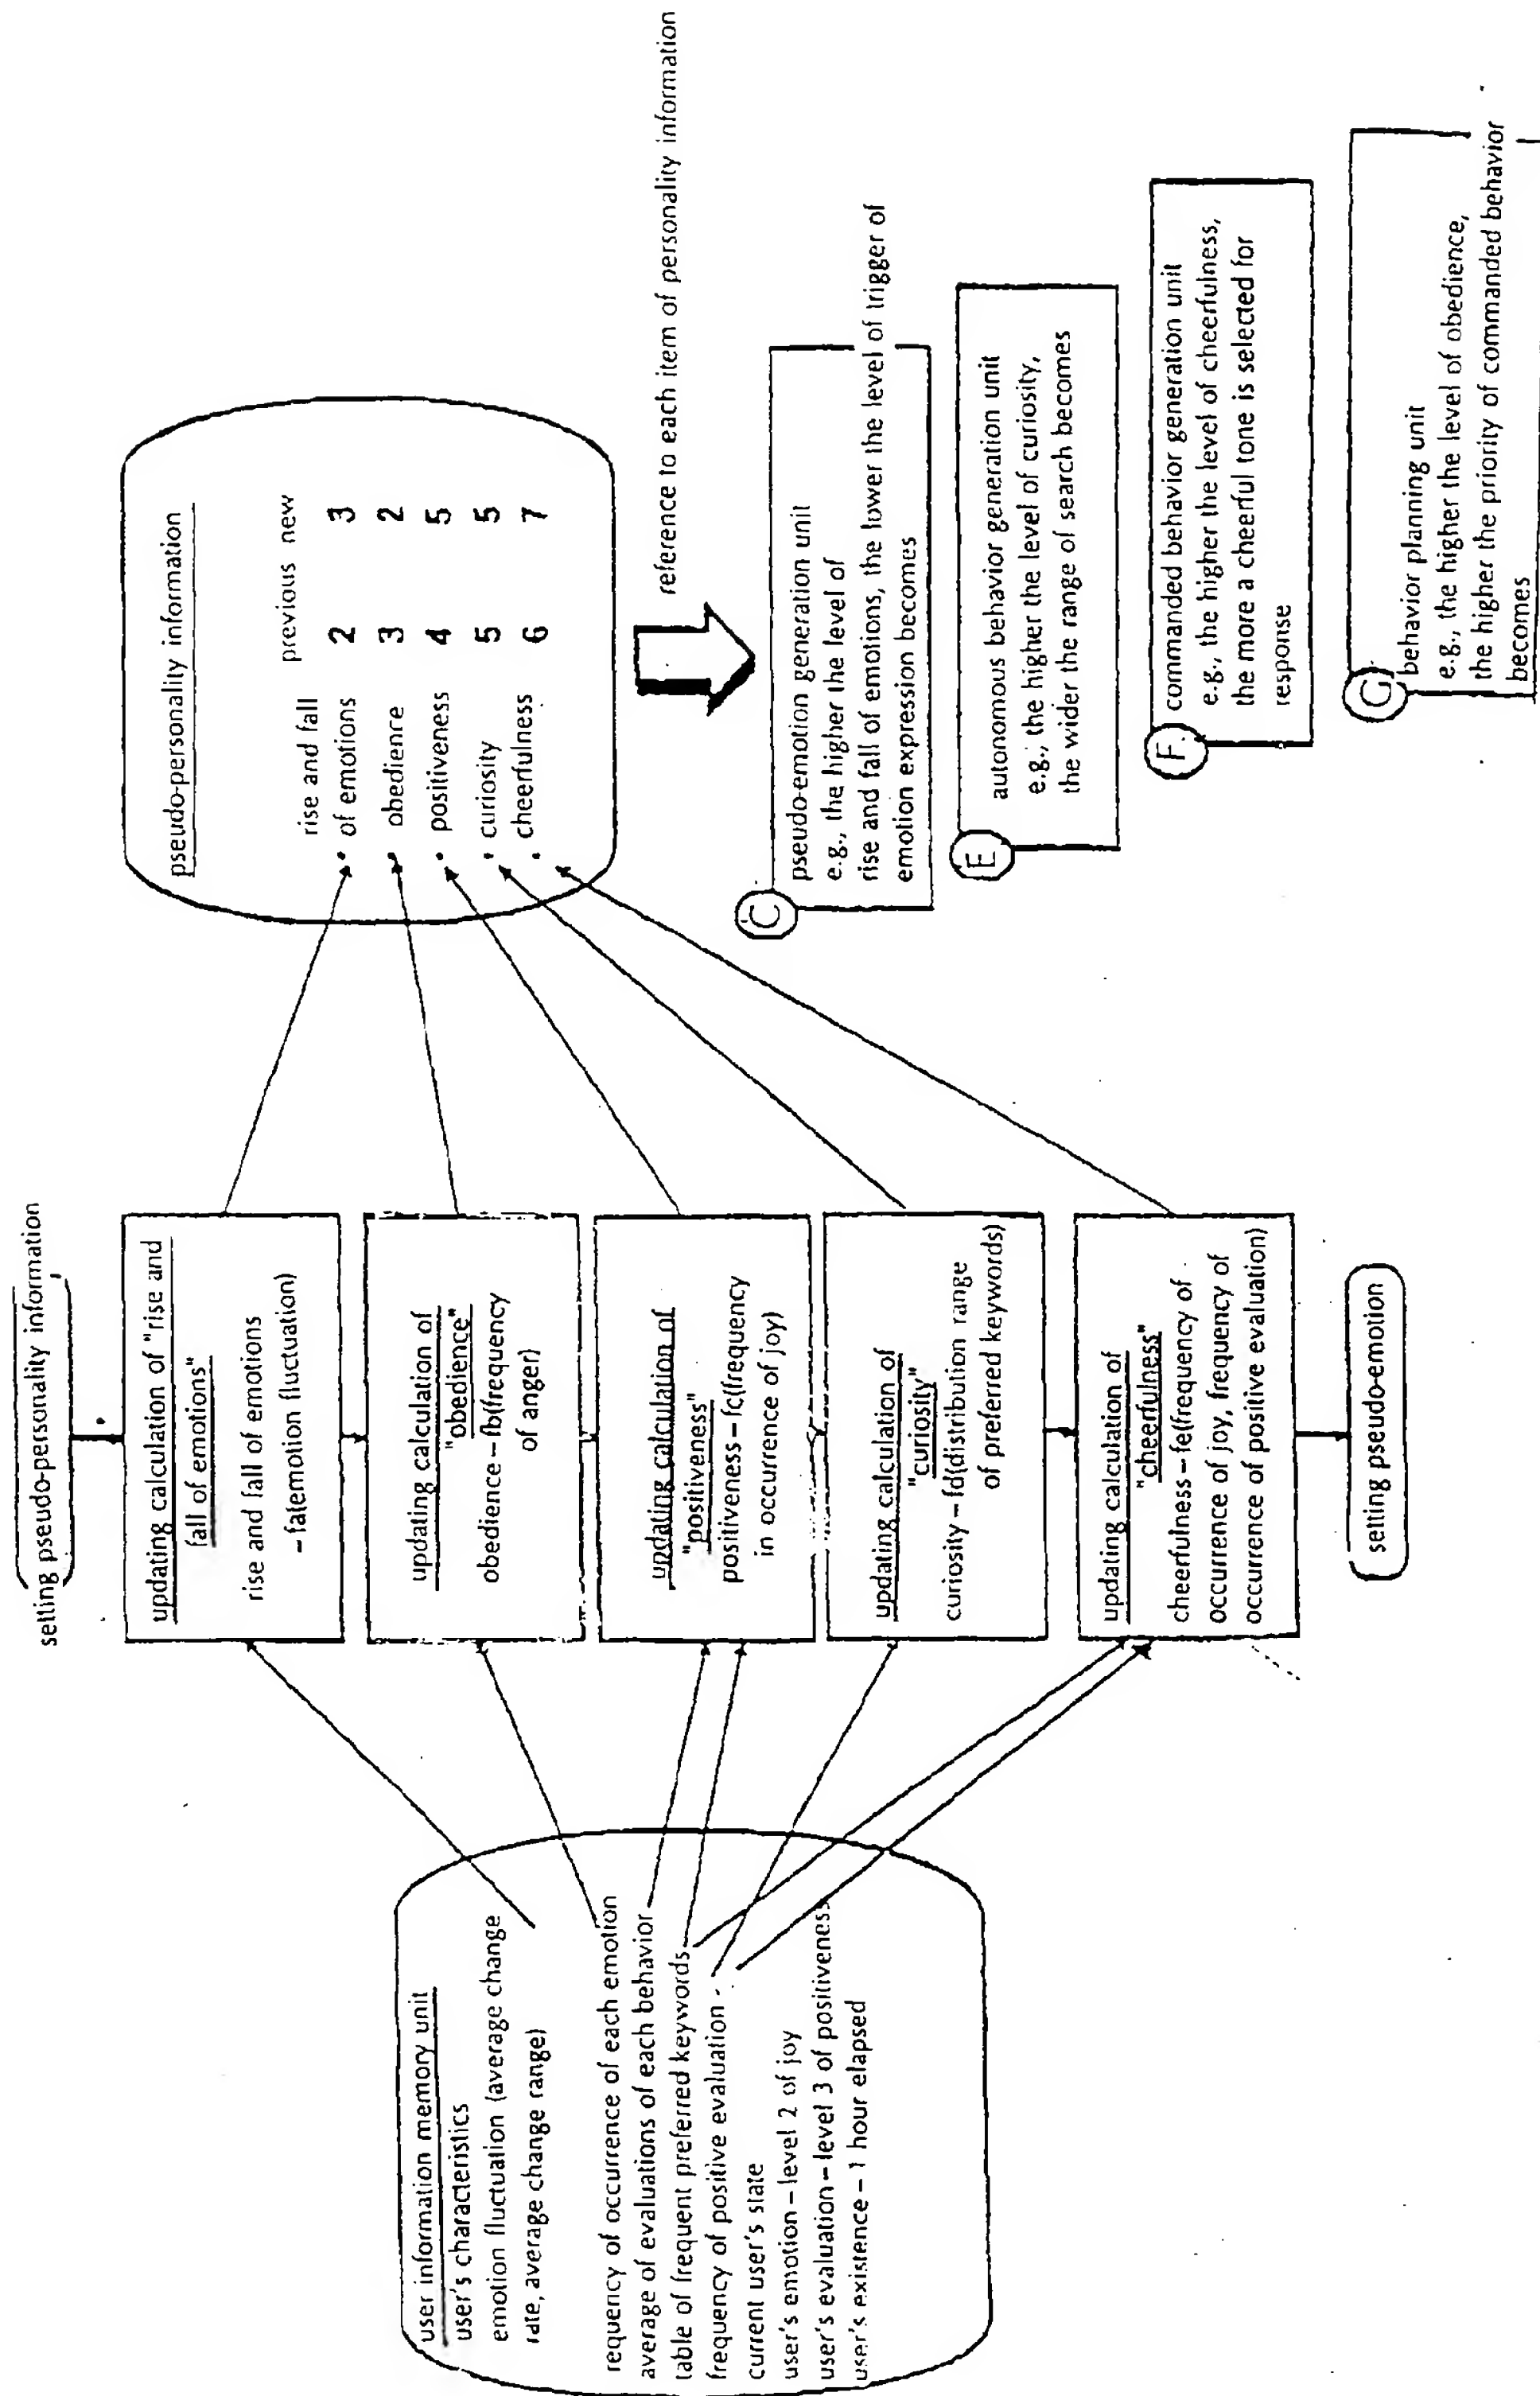 setting pseudo-personality information
updating calculation of "rise and
fall of emotions"
rise and fall of emotions
– fa(emotion fluctuation)
updating calculation of
"obedience"
obedience – fb(frequency
of anger)
updating calculation of
"positiveness"
positiveness – fc(frequency
in occurrence of joy)
updating calculation of
"curiosity"
curiosity – fd(distribution range
of preferred keywords)
updating calculation of
"cheerfulness"
cheerfulness – fe(frequency of
occurrence of joy, frequency of
occurrence of positive evaluation)
setting pseudo-emotion
user information memory unit
user's characteristics
emotion fluctuation (average change
rate, average change range)
requency of occurrence of each emotion
average of evaluations of each behavior
table of frequent preferred keywords
frequency of positive evaluation
current user's state
user's emotion – level 2 of joy
user's evaluation – level 3 of positiveness
user's existence – 1 hour elapsed
pseudo-personality information
previous new
rise and fall
• of emotions 2 3
• obedience 3 2
• positiveness 4 5
• curiosity 5 5
• cheerfulness 6 7
reference to each item of personality information
C
pseudo-emotion generation unit
e.g., the higher the level of
rise and fall of emotions, the lower the level of trigger of
emotion expression becomes
E
autonomous behavior generation unit
e.g., the higher the level of curiosity,
the wider the range of search becomes
F
commanded behavior generation unit
e.g., the higher the level of cheerfulness,
the more a cheerful tone is selected for
response
G
behavior planning unit
e.g., the higher the level of obedience,
the higher the priority of commanded behavior
becomes